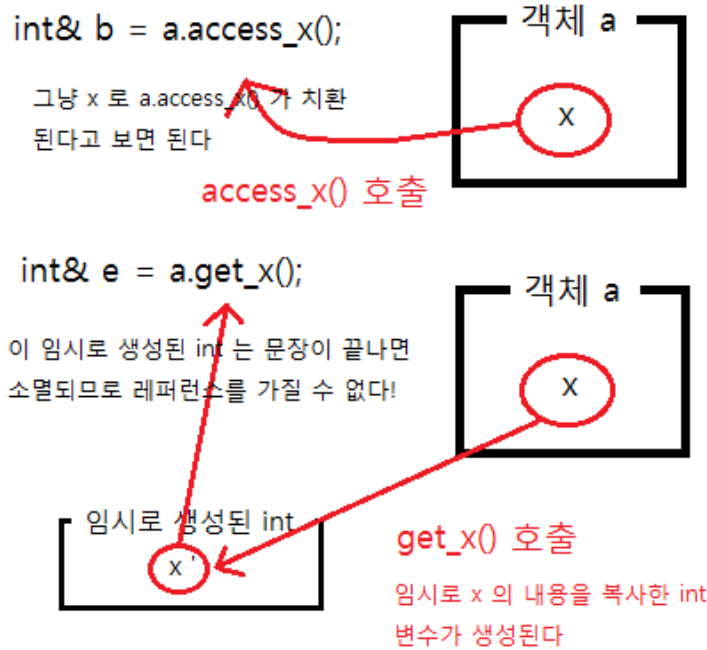 int& b = a.access_x();
객체 a
그냥 x 로 a.access_x() 가 치환
된다고 보면 된다
x
access_x() 호출
int& e = a.get_x();
객체 a
이 임시로 생성된 int 는 문장이 끝나면
소멸되므로 레퍼런스를 가질 수 없다!
x
임시로 생성된 int
x '
get_x() 호출
임시로 x 의 내용을 복사한 int
변수가 생성된다